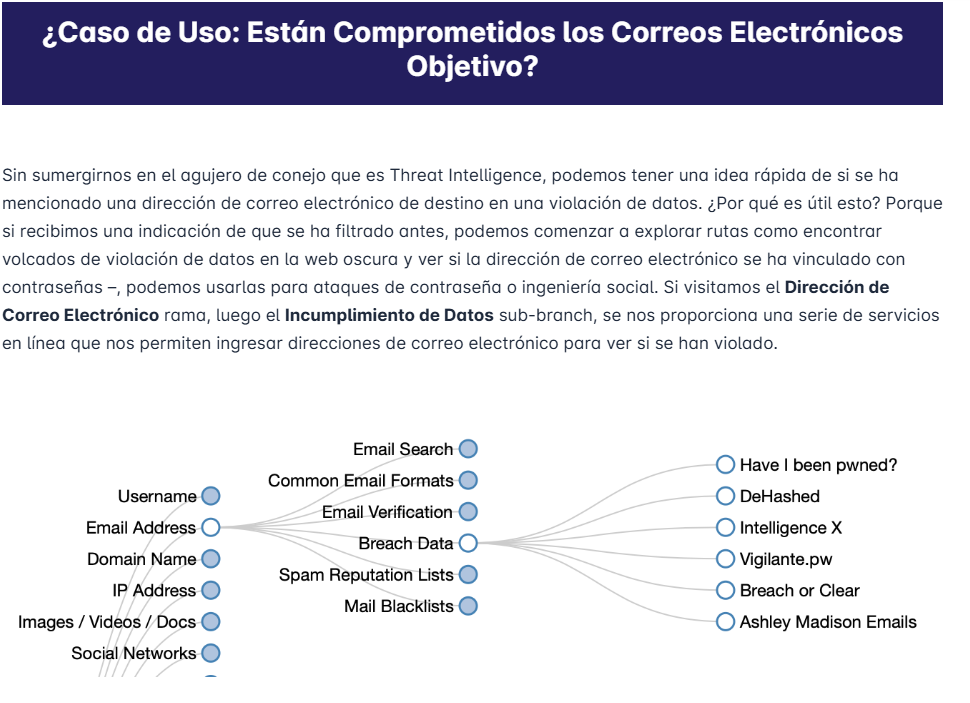 ¿Caso de Uso: Están Comprometidos los Correos Electrónicos
Objetivo?
Sin sumergirnos en el agujero de conejo que es Threat Intelligence, podemos tener una idea rápida de si se ha
mencionado una dirección de correo electrónico de destino en una violación de datos. ¿Por qué es útil esto? Porque
si recibimos una indicación de que se ha filtrado antes, podemos comenzar a explorar rutas como encontrar
volcados de violación de datos en la web oscura y ver si la dirección de correo electrónico se ha vinculado con
contraseñas –, podemos usarlas para ataques de contraseña o ingeniería social. Si visitamos el Dirección de
Correo Electrónico rama, luego el Incumplimiento de Datos sub-branch, se nos proporciona una serie de servicios
en línea que nos permiten ingresar direcciones de correo electrónico para ver si se han violado.
Username
Email Address
Domain Name
IP Address
Images / Videos / Docs
Social Networks
Email Search
Common Email Formats
Email Verification
Breach Data
Spam Reputation Lists
Mail Blacklists
Have I been pwned?
DeHashed
Intelligence X
Vigilante.pw
Breach or Clear
Ashley Madison Emails